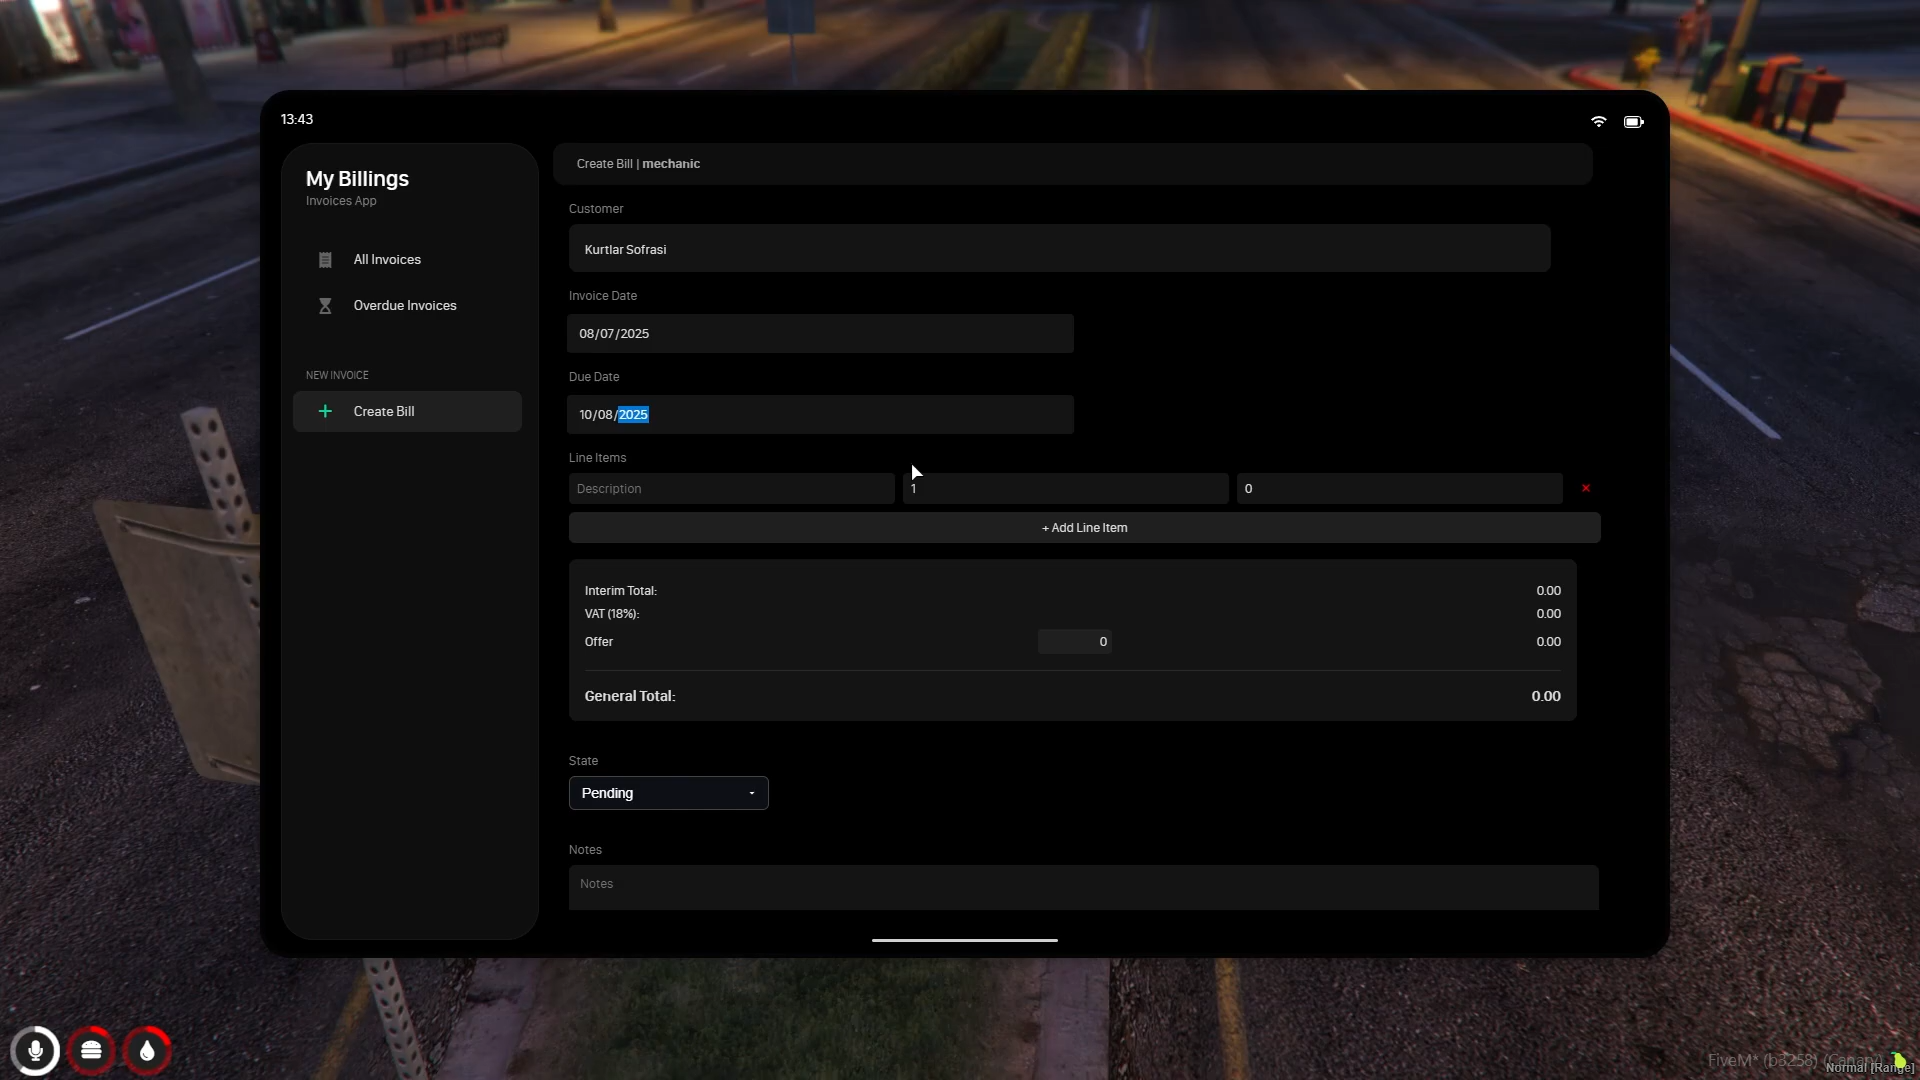 13:43
My Billings
Invoices App
All Invoices
Overdue Invoices
NEW INVOICE
Create Bill
Create Bill | mechanic
Customer
Kurtlar Sofrasi
Invoice Date
08/07/2025
Due Date
10/08/2025
Line Items
Description 1 0 ×
+ Add Line Item
Interim Total: 0.00
VAT (18%): 0.00
Offer 0 0.00
General Total: 0.00
State
Pending
Notes
Notes
FiveM* (b3258) (Canary)
Normal [Range]